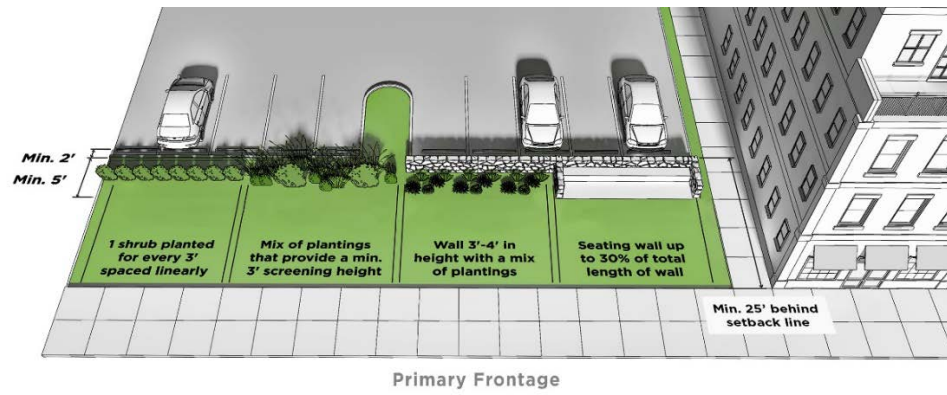 Min. 2'
Min. 5'
1 shrub planted
for every 3'
spaced linearly
Mix of plantings
that provide a min.
3' screening height
Wall 3'-4' in
height with a mix
of plantings
Seating wall up
to 30% of total
length of wall
Min. 25' behind
setback line
Primary Frontage